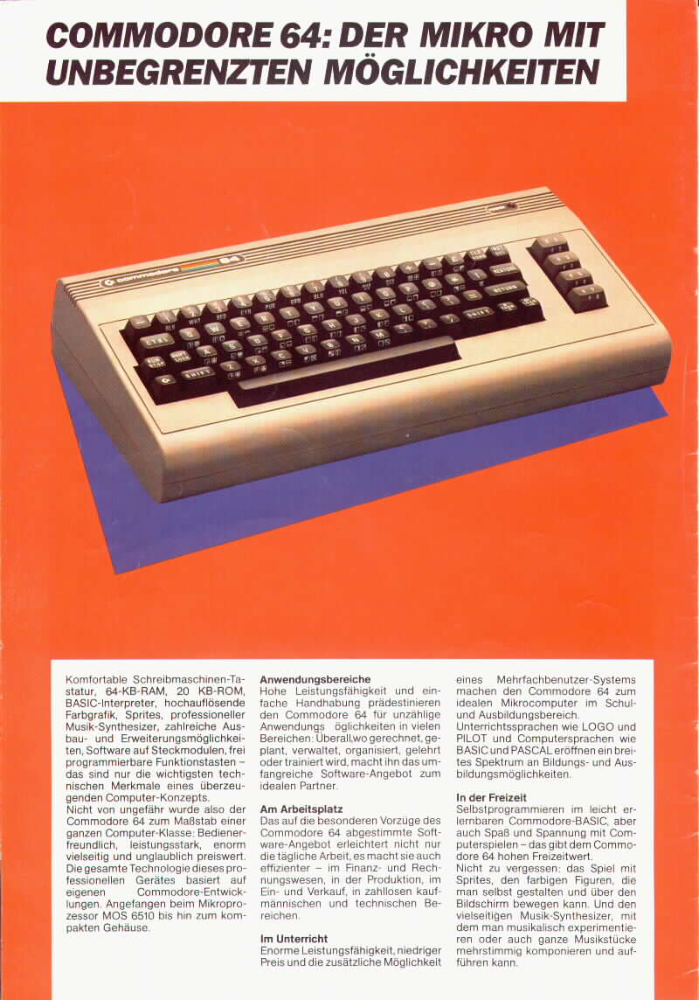 COMMODORE 64: DER MIKRO MIT
UNBEGRENZTEN MÖGLICHKEITEN
commodore 64
CTRL
RUN STOP
SHIFT LOCK
SHIFT
RESTORE
RETURN
SHIFT
Komfortable Schreibmaschinen-Ta-
statur, 64-KB-RAM, 20 KB-ROM,
BASIC-Interpreter, hochauflösende
Farbgrafik, Sprites, professioneller
Musik-Synthesizer, zahlreiche Aus-
bau- und Erweiterungsmöglichkei-
ten, Software auf Steckmodulen, frei
programmierbare Funktionstasten –
das sind nur die wichtigsten tech-
nischen Merkmale eines überzeu-
genden Computer-Konzepts.
Nicht von ungefähr wurde also der
Commodore 64 zum Maßstab einer
ganzen Computer-Klasse: Bediener-
freundlich, leistungsstark, enorm
vielseitig und unglaublich preiswert.
Die gesamte Technologie dieses pro-
fessionellen Gerätes basiert auf
eigenen Commodore-Entwick-
lungen. Angefangen beim Mikropro-
zessor MOS 6510 bis hin zum kom-
pakten Gehäuse.
Anwendungsbereiche
Hohe Leistungsfähigkeit und ein-
fache Handhabung prädestinieren
den Commodore 64 für unzählige
Anwendungs öglichkeiten in vielen
Bereichen: Überall,wo gerechnet, ge-
plant, verwaltet, organisiert, gelehrt
oder trainiert wird, macht ihn das um-
fangreiche Software-Angebot zum
idealen Partner.
Am Arbeitsplatz
Das auf die besonderen Vorzüge des
Commodore 64 abgestimmte Soft-
ware-Angebot erleichtert nicht nur
die tägliche Arbeit, es macht sie auch
effizienter – im Finanz- und Rech-
nungswesen, in der Produktion, im
Ein- und Verkauf, in zahllosen kauf-
männischen und technischen Be-
reichen.
Im Unterricht
Enorme Leistungsfähigkeit, niedriger
Preis und die zusätzliche Möglichkeit
eines Mehrfachbenutzer-Systems
machen den Commodore 64 zum
idealen Mikrocomputer im Schul-
und Ausbildungsbereich.
Unterrichtssprachen wie LOGO und
PILOT und Computersprachen wie
BASIC und PASCAL eröffnen ein brei-
tes Spektrum an Bildungs- und Aus-
bildungsmöglichkeiten.
In der Freizeit
Selbstprogrammieren im leicht er-
lernbaren Commodore-BASIC, aber
auch Spaß und Spannung mit Com-
puterspielen – das gibt dem Commo-
dore 64 hohen Freizeitwert.
Nicht zu vergessen: das Spiel mit
Sprites, den farbigen Figuren, die
man selbst gestalten und über den
Bildschirm bewegen kann. Und den
vielseitigen Musik-Synthesizer, mit
dem man musikalisch experimentie-
ren oder auch ganze Musikstücke
mehrstimmig komponieren und auf-
führen kann.